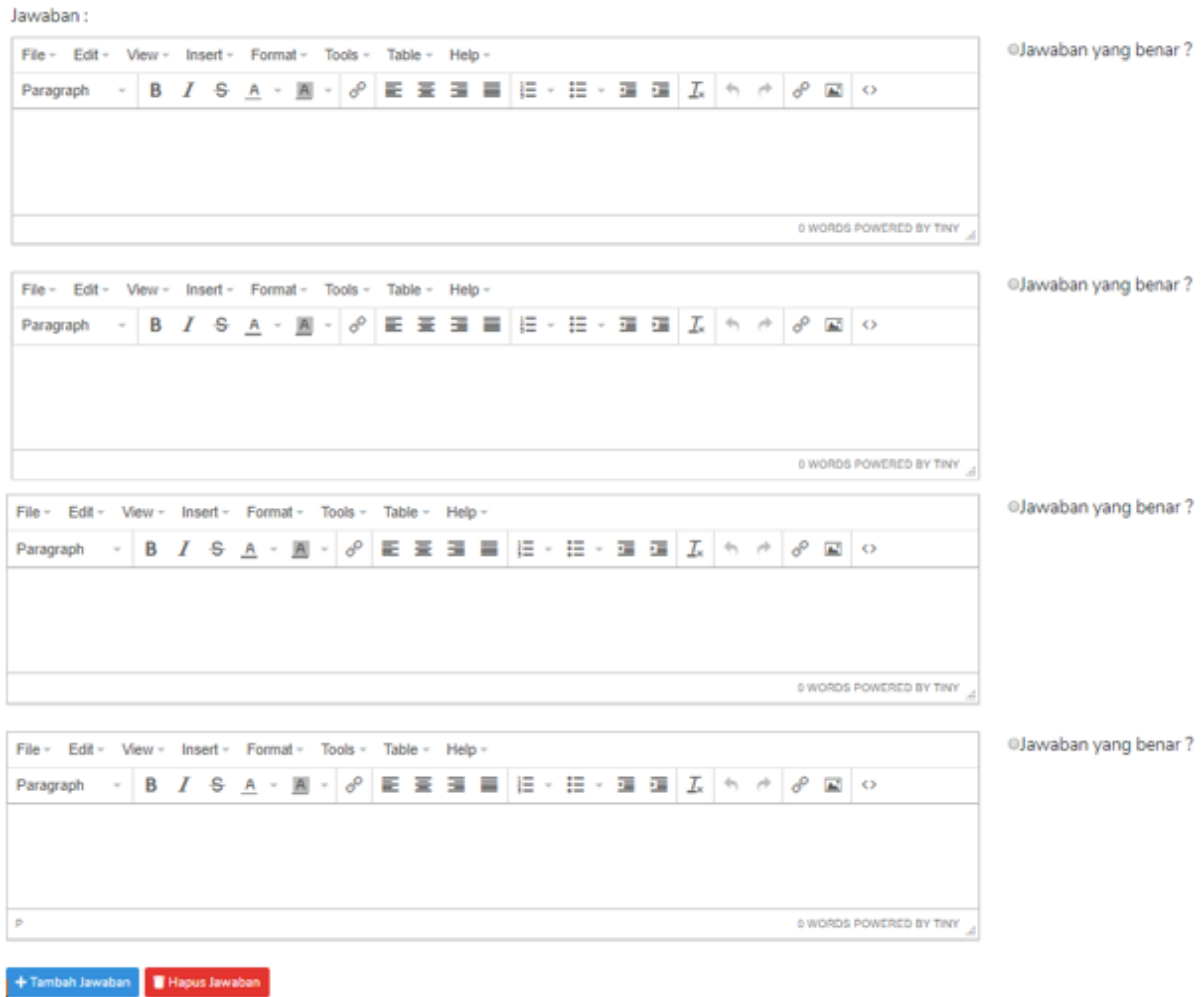 Jawaban :
File Edit View Insert Format Tools Table Help
Jawaban yang benar ?
Paragraph B I S A A
0 WORDS POWERED BY TINY
File Edit View Insert Format Tools Table Help
Jawaban yang benar ?
Paragraph B I S A A
0 WORDS POWERED BY TINY
File Edit View Insert Format Tools Table Help
Jawaban yang benar ?
Paragraph B I S A A
0 WORDS POWERED BY TINY
File Edit View Insert Format Tools Table Help
Jawaban yang benar ?
Paragraph B I S A A
P 0 WORDS POWERED BY TINY
+ Tambah Jawaban Hapus Jawaban